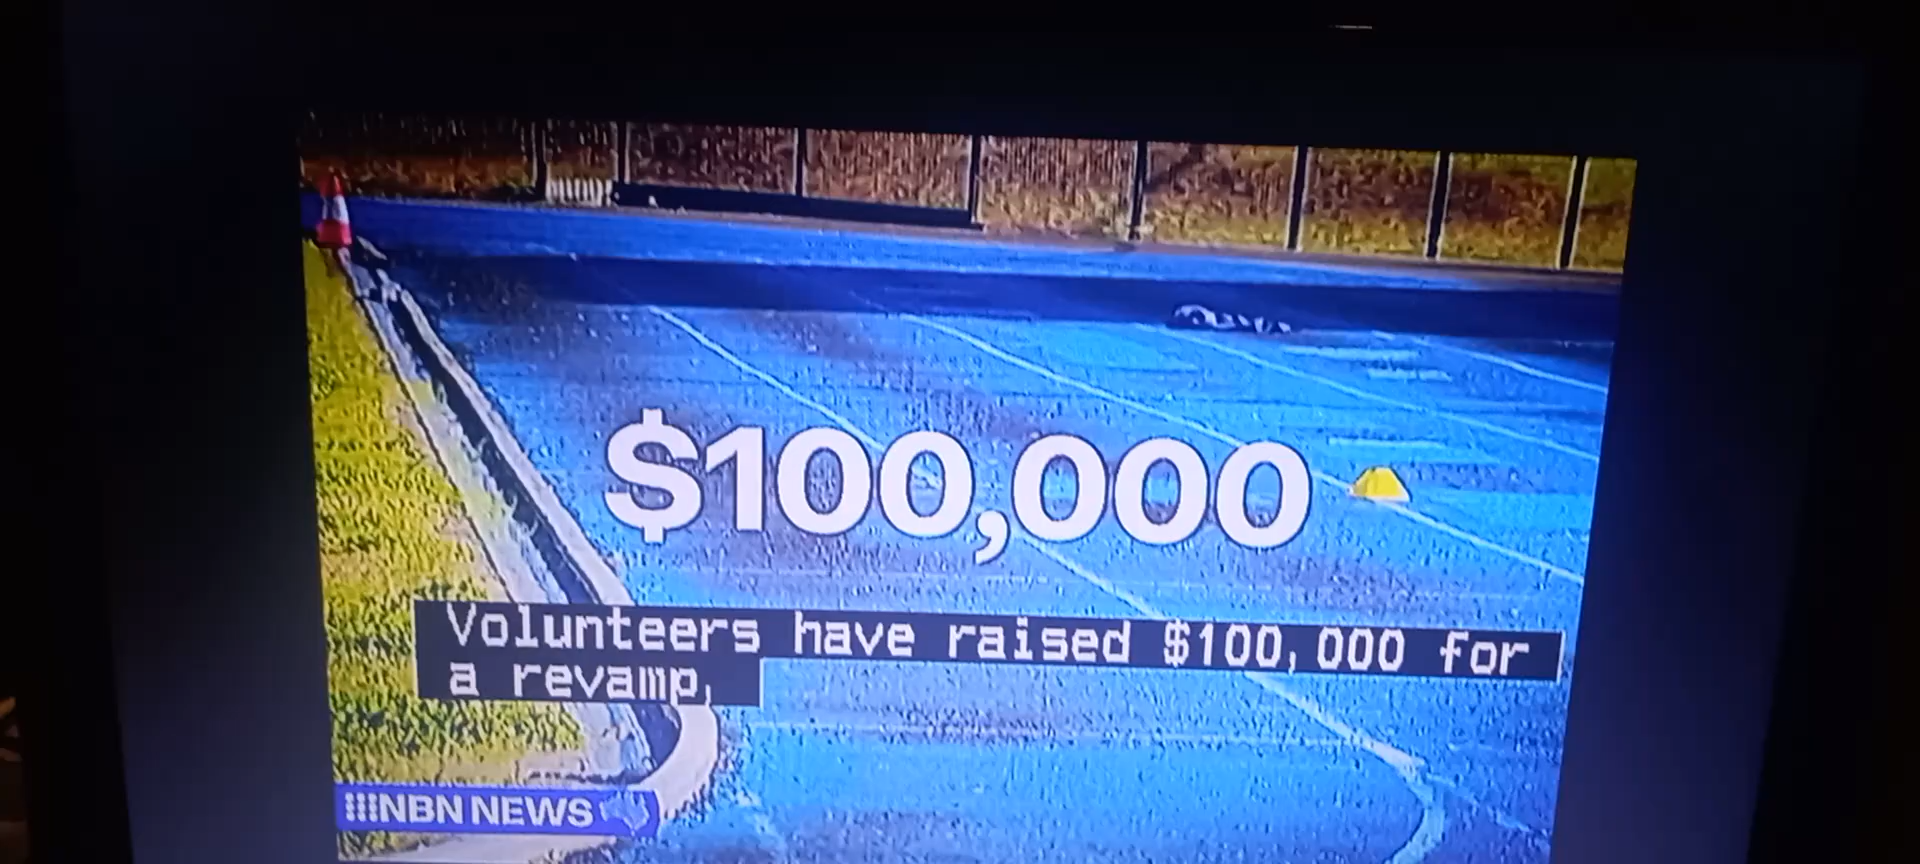 $100,000
Volunteers have raised $100,000 for
a revamp,
NBN NEWS